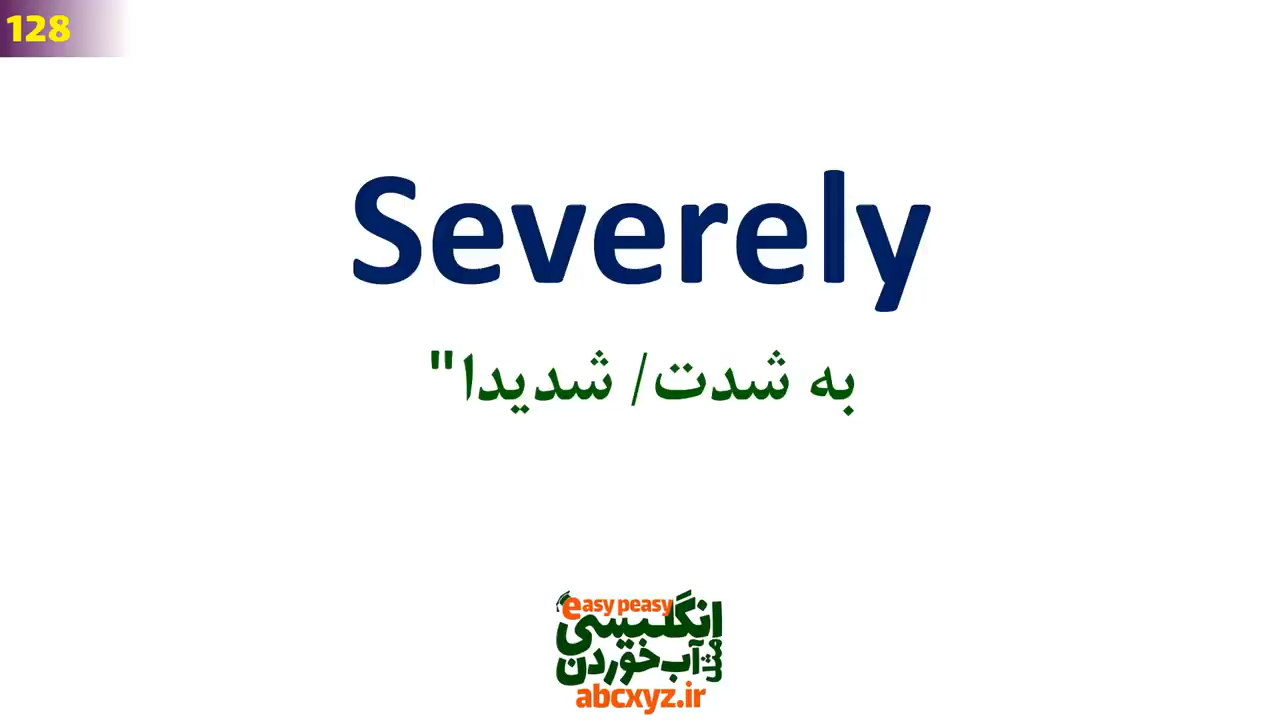 128
Severely
به شدت/ شدیدا"
easy peasy
انگلیسی
مثل آب خوردن
abcxyz.ir